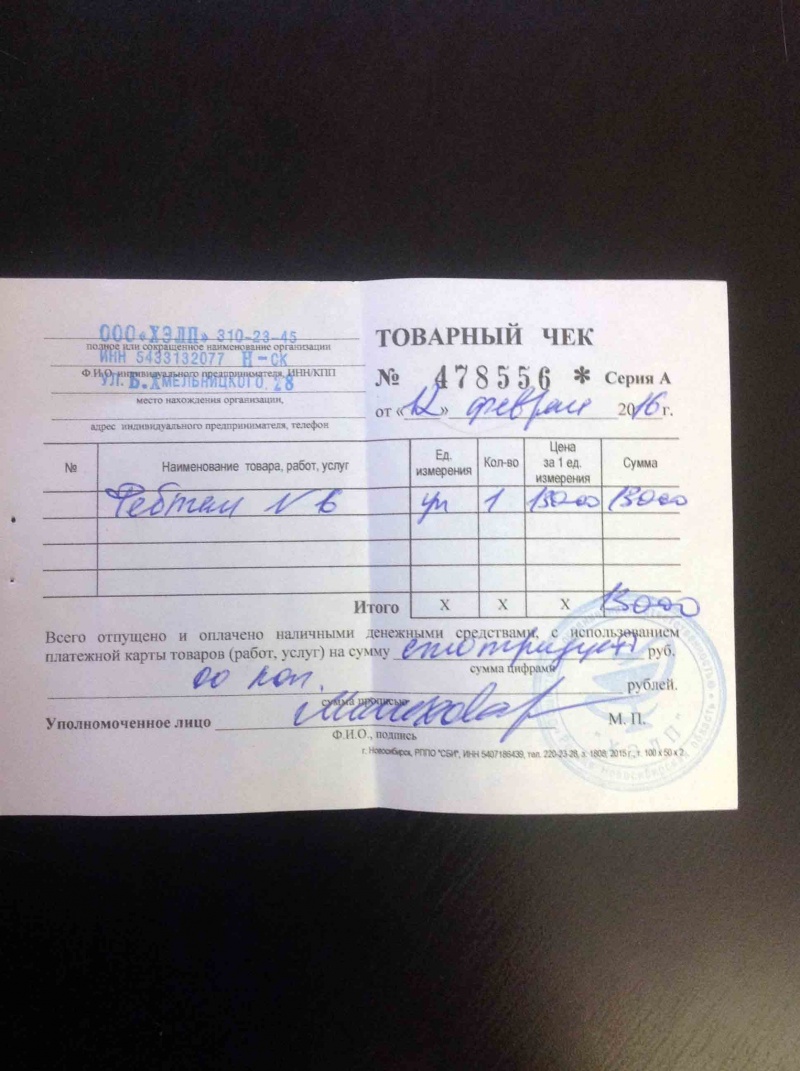 ООО «ХЭЛП» 310-23-45
полное или сокращенное наименование организации
ИНН 5433132077 Н-СК
Ф.И.О. индивидуального предпринимателя, ИНН/КПП
УЛ. Б.ХМЕЛЬНИЦКОГО, 28
место нахождения организации,
адрес индивидуального предпринимателя, телефон
ТОВАРНЫЙ ЧЕК
№ 478556 * Серия А
от «12» февраля 2016 г.
№ Наименование товара, работ, услуг Ед. измерения Кол-во Цена за 1 ед. измерения Сумма
N 6 уп 1 130=00 130=00
Итого Х Х Х 130=00
Всего отпущено и оплачено наличными денежными средствами, с использованием
платежной карты товаров (работ, услуг) на сумму сто тридцать руб.
сумма цифрами
00 коп. рублей.
сумма прописью
Уполномоченное лицо М. П.
Ф.И.О., подпись
г. Новосибирск, РППО "СБИ", ИНН 5407186439, тел. 220-23-28, з. 1808, 2015 г., т. 100 х 50 х 2
"ХЭЛП"